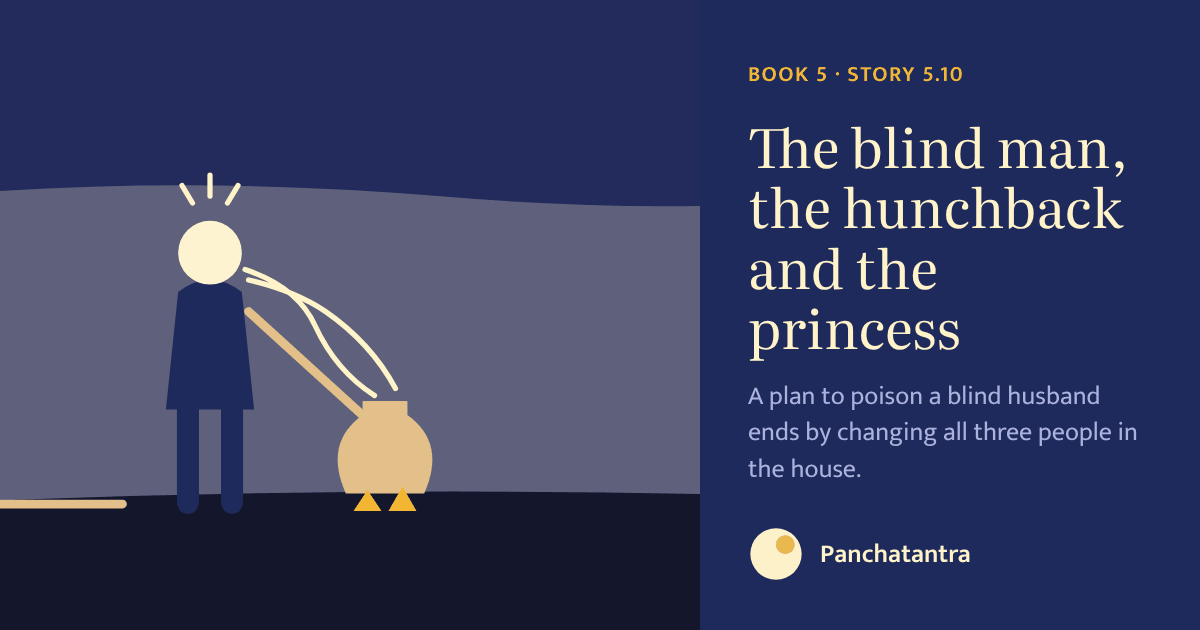 BOOK 5 · STORY 5.10
The blind man,
the hunchback
and the
princess
A plan to poison a blind husband
ends by changing all three people in
the house.
Panchatantra